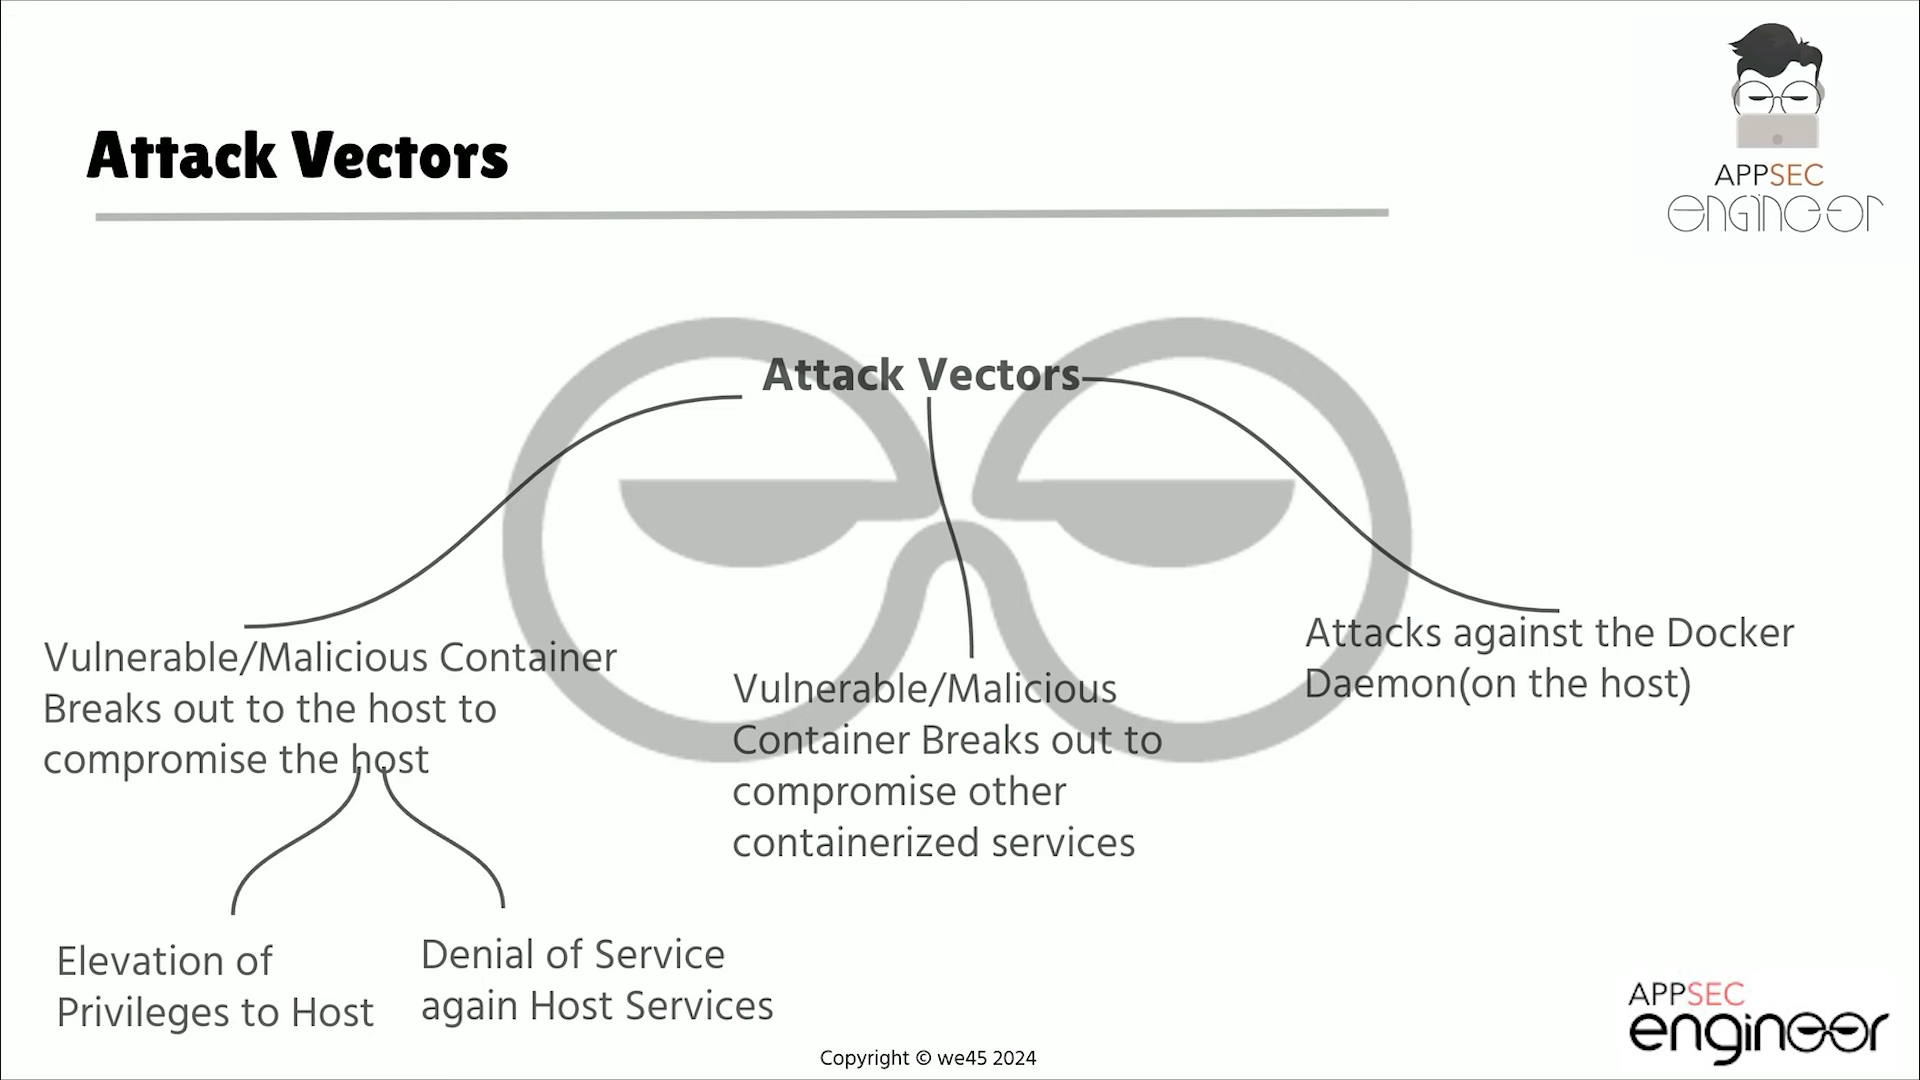 APPSEC
engineer
Attack Vectors
Attack Vectors
Vulnerable/Malicious Container
Breaks out to the host to
compromise the host
Vulnerable/Malicious
Container Breaks out to
compromise other
containerized services
Attacks against the Docker
Daemon(on the host)
Elevation of
Privileges to Host
Denial of Service
again Host Services
APPSEC
engineer
Copyright © we45 2024